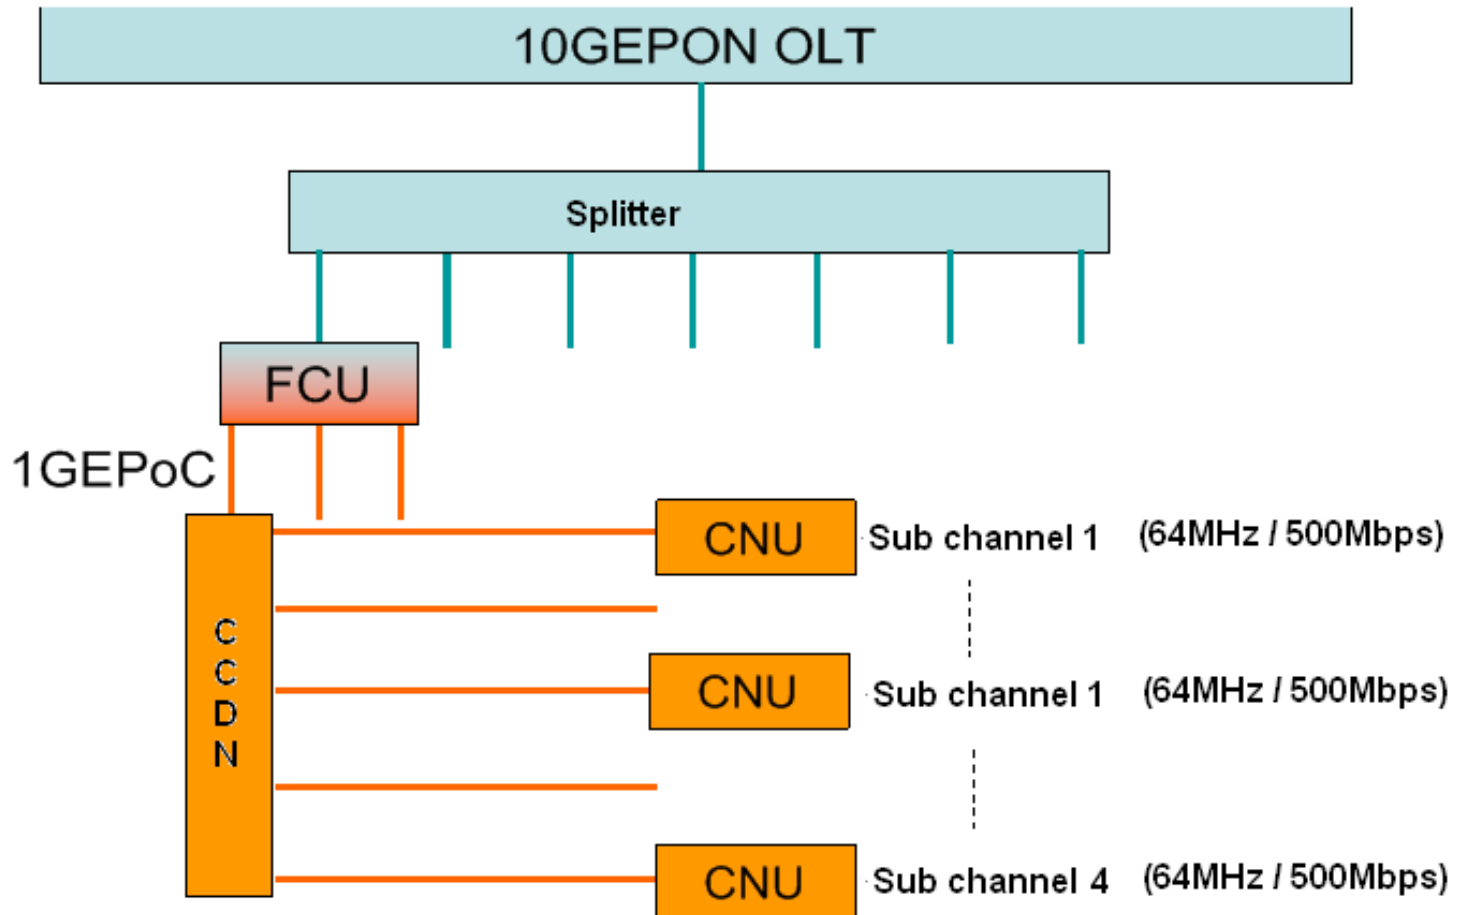 10GEPON OLT
Splitter
FCU
1GEPoC
CNU Sub channel 1 (64MHz / 500Mbps)
C
C
D
N
CNU Sub channel 1 (64MHz / 500Mbps)
CNU Sub channel 4 (64MHz / 500Mbps)